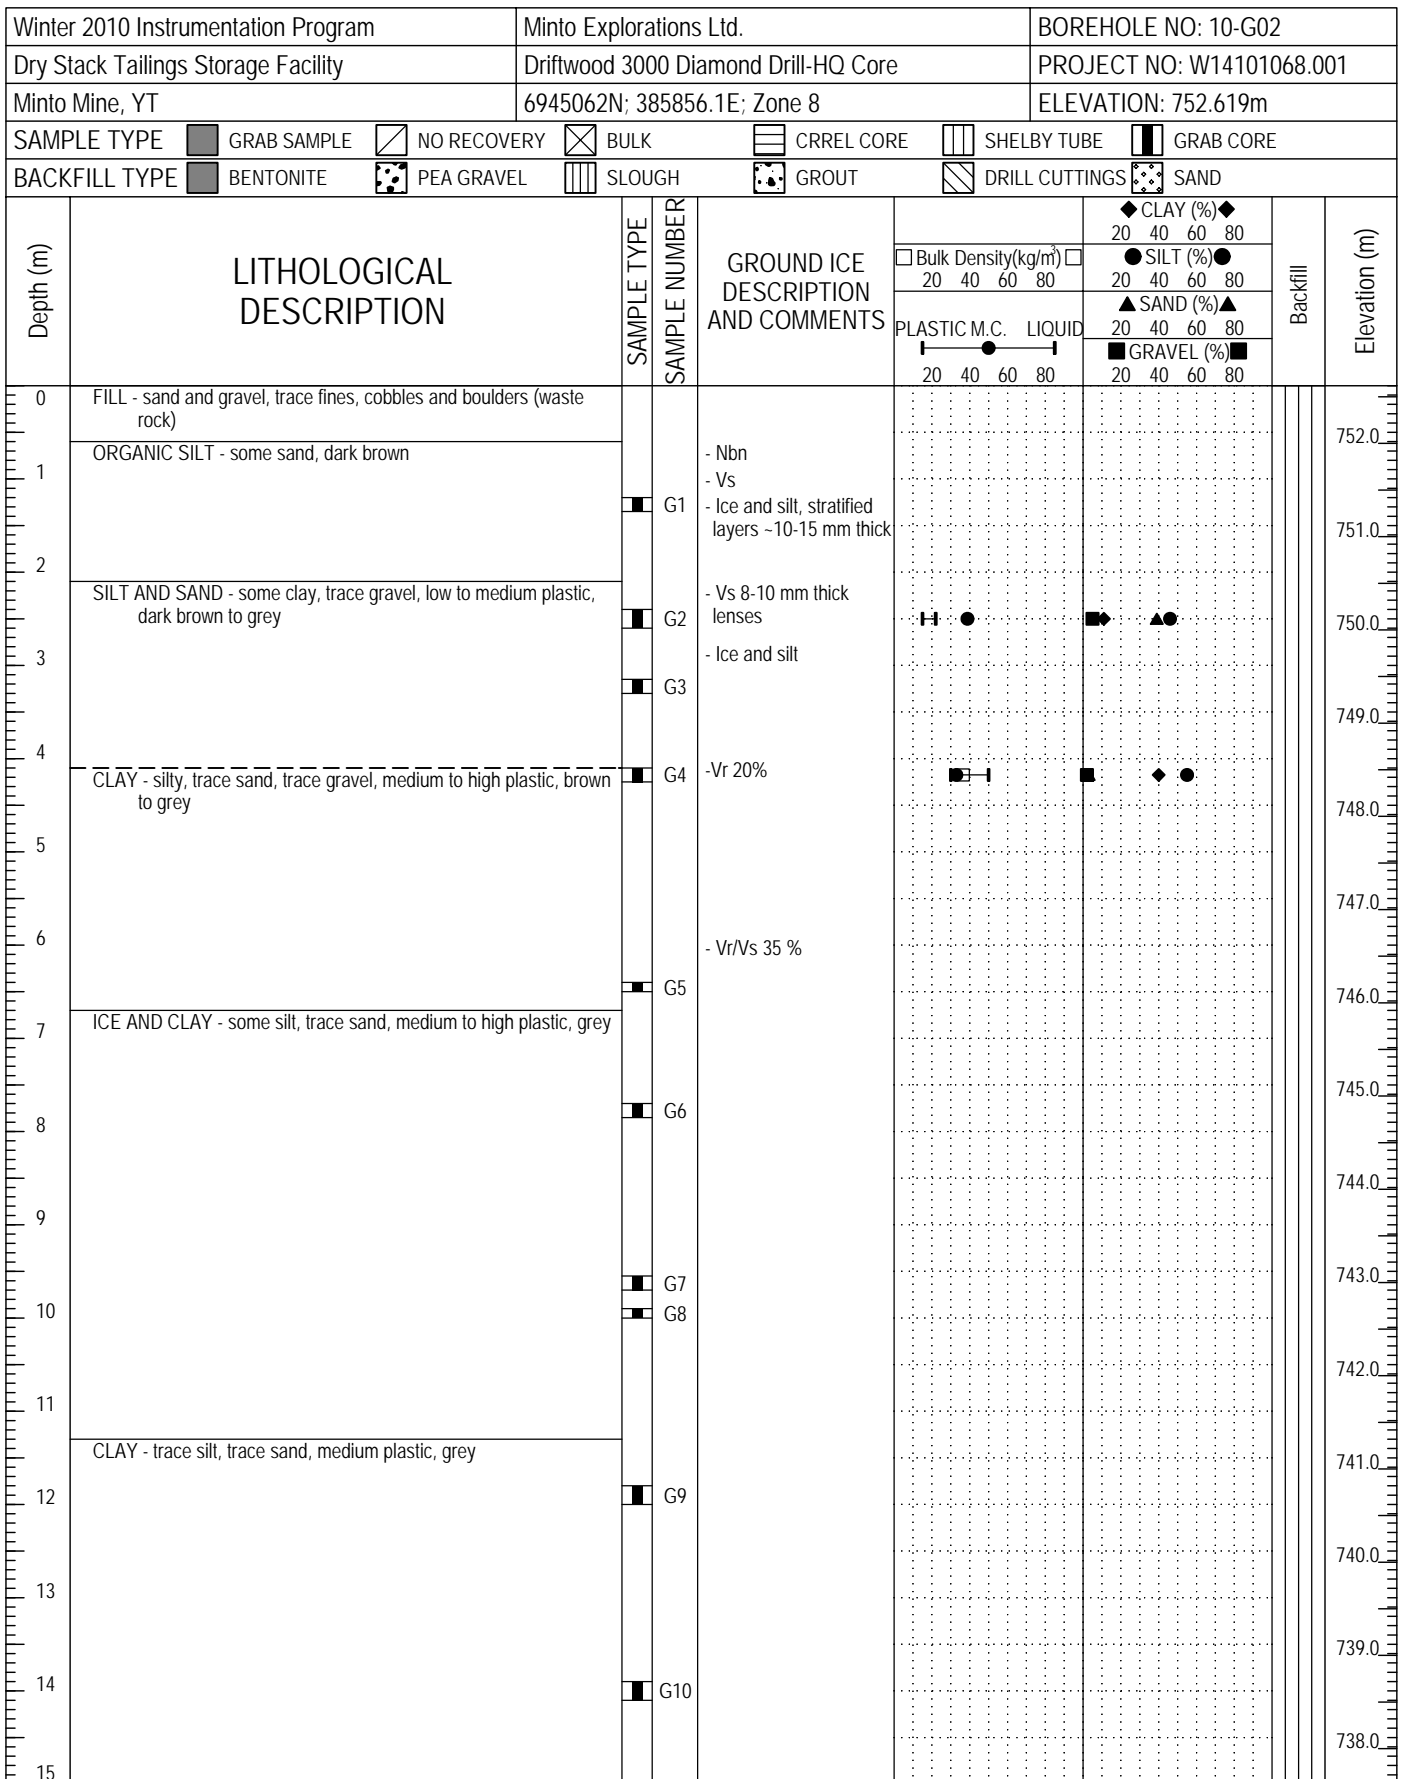 Winter 2010 Instrumentation Program
Minto Explorations Ltd.
BOREHOLE NO: 10-G02
Dry Stack Tailings Storage Facility
Driftwood 3000 Diamond Drill-HQ Core
PROJECT NO: W14101068.001
Minto Mine, YT
6945062N; 385856.1E; Zone 8
ELEVATION: 752.619m
SAMPLE TYPE GRAB SAMPLE NO RECOVERY BULK CRREL CORE SHELBY TUBE GRAB CORE
BACKFILL TYPE BENTONITE PEA GRAVEL SLOUGH GROUT DRILL CUTTINGS SAND
Depth (m)
LITHOLOGICAL
DESCRIPTION
SAMPLE TYPE
SAMPLE NUMBER
GROUND ICE
DESCRIPTION
AND COMMENTS
Bulk Density(kg/m³)
20 40 60 80
PLASTIC M.C. LIQUID
20 40 60 80
CLAY (%)
20 40 60 80
SILT (%)
20 40 60 80
SAND (%)
20 40 60 80
GRAVEL (%)
20 40 60 80
Backfill
Elevation (m)
0
FILL - sand and gravel, trace fines, cobbles and boulders (waste
rock)
752.0
ORGANIC SILT - some sand, dark brown
- Nbn
1
- Vs
G1
- Ice and silt, stratified
layers ~10-15 mm thick
751.0
2
SILT AND SAND - some clay, trace gravel, low to medium plastic,
dark brown to grey
- Vs 8-10 mm thick
lenses
G2
750.0
- Ice and silt
3
G3
749.0
4
CLAY - silty, trace sand, trace gravel, medium to high plastic, brown
to grey
G4
-Vr 20%
748.0
5
747.0
6
- Vr/Vs 35 %
G5
746.0
7
ICE AND CLAY - some silt, trace sand, medium to high plastic, grey
745.0
G6
8
744.0
9
743.0
G7
10
G8
742.0
11
CLAY - trace silt, trace sand, medium plastic, grey
741.0
12
G9
740.0
13
739.0
14
G10
738.0
15